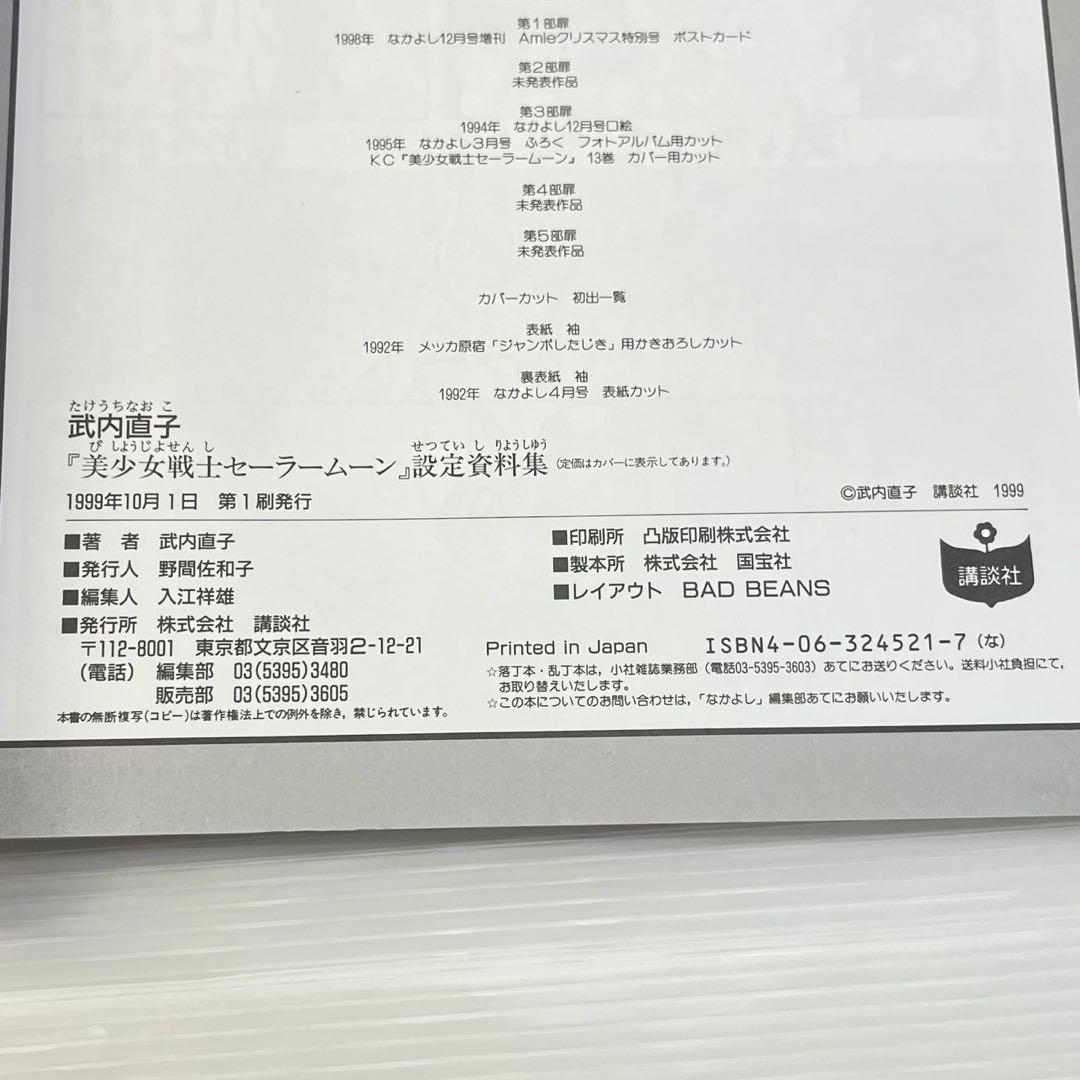 第1部扉
1998年 なかよし12月号増刊 Amieクリスマス特別号 ポストカード
第2部扉
未発表作品
第3部扉
1994年 なかよし12月号口絵
1995年 なかよし3月号 ふろく フォトアルバム用カット
KC『美少女戦士セーラームーン』 13巻 カバー用カット
第4部扉
未発表作品
第5部扉
未発表作品
カバーカット 初出一覧
表紙 袖
1992年 メッカ原宿「ジャンボしたじき」用かきおろしカット
裏表紙 袖
1992年 なかよし4月号 表紙カット
たけうちなおこ
武内直子
びしようじよせんし せつていしりようしゆう
『美少女戦士セーラームーン』設定資料集 (定価はカバーに表示してあります。)
1999年10月1日 第1刷発行
©武内直子 講談社 1999
■著 者 武内直子
■発行人 野間佐和子
■編集人 入江祥雄
■発行所 株式会社 講談社
〒112-8001 東京都文京区音羽2-12-21
(電話) 編集部 03(5395)3480
販売部 03(5395)3605
本書の無断複写(コピー)は著作権法上での例外を除き,禁じられています。
■印刷所 凸版印刷株式会社
■製本所 株式会社 国宝社
■レイアウト BAD BEANS
講談社
Printed in Japan ISBN4-06-324521-7 (な)
☆落丁本・乱丁本は,小社雑誌業務部(電話03-5395-3603)あてにお送りください。送料小社負担にて,
お取り替えいたします。
☆この本についてのお問い合わせは,「なかよし」編集部あてにお願いいたします。